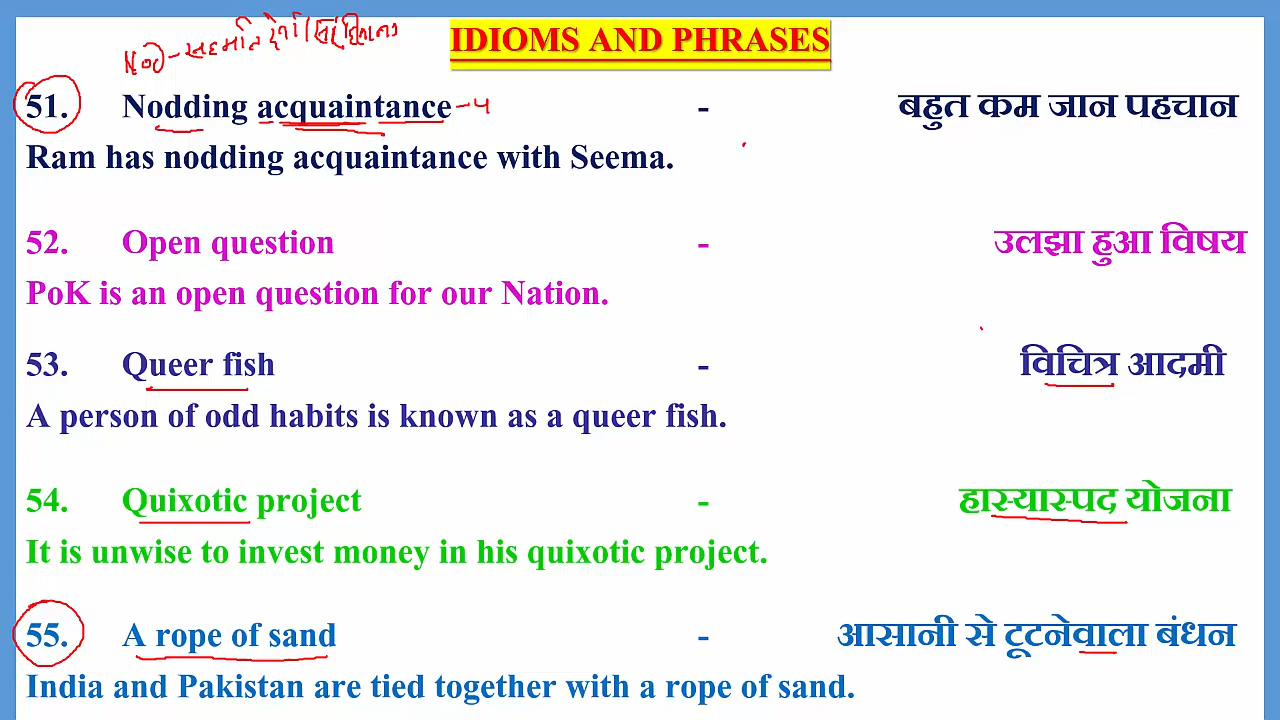 IDIOMS AND PHRASES
Nod - सहमति देना / सिर हिलाना
51. Nodding acquaintance - बहुत कम जान पहचान
Ram has nodding acquaintance with Seema.
52. Open question - उलझा हुआ विषय
PoK is an open question for our Nation.
53. Queer fish - विचित्र आदमी
A person of odd habits is known as a queer fish.
54. Quixotic project - हास्यास्पद योजना
It is unwise to invest money in his quixotic project.
55. A rope of sand - आसानी से टूटनेवाला बंधन
India and Pakistan are tied together with a rope of sand.